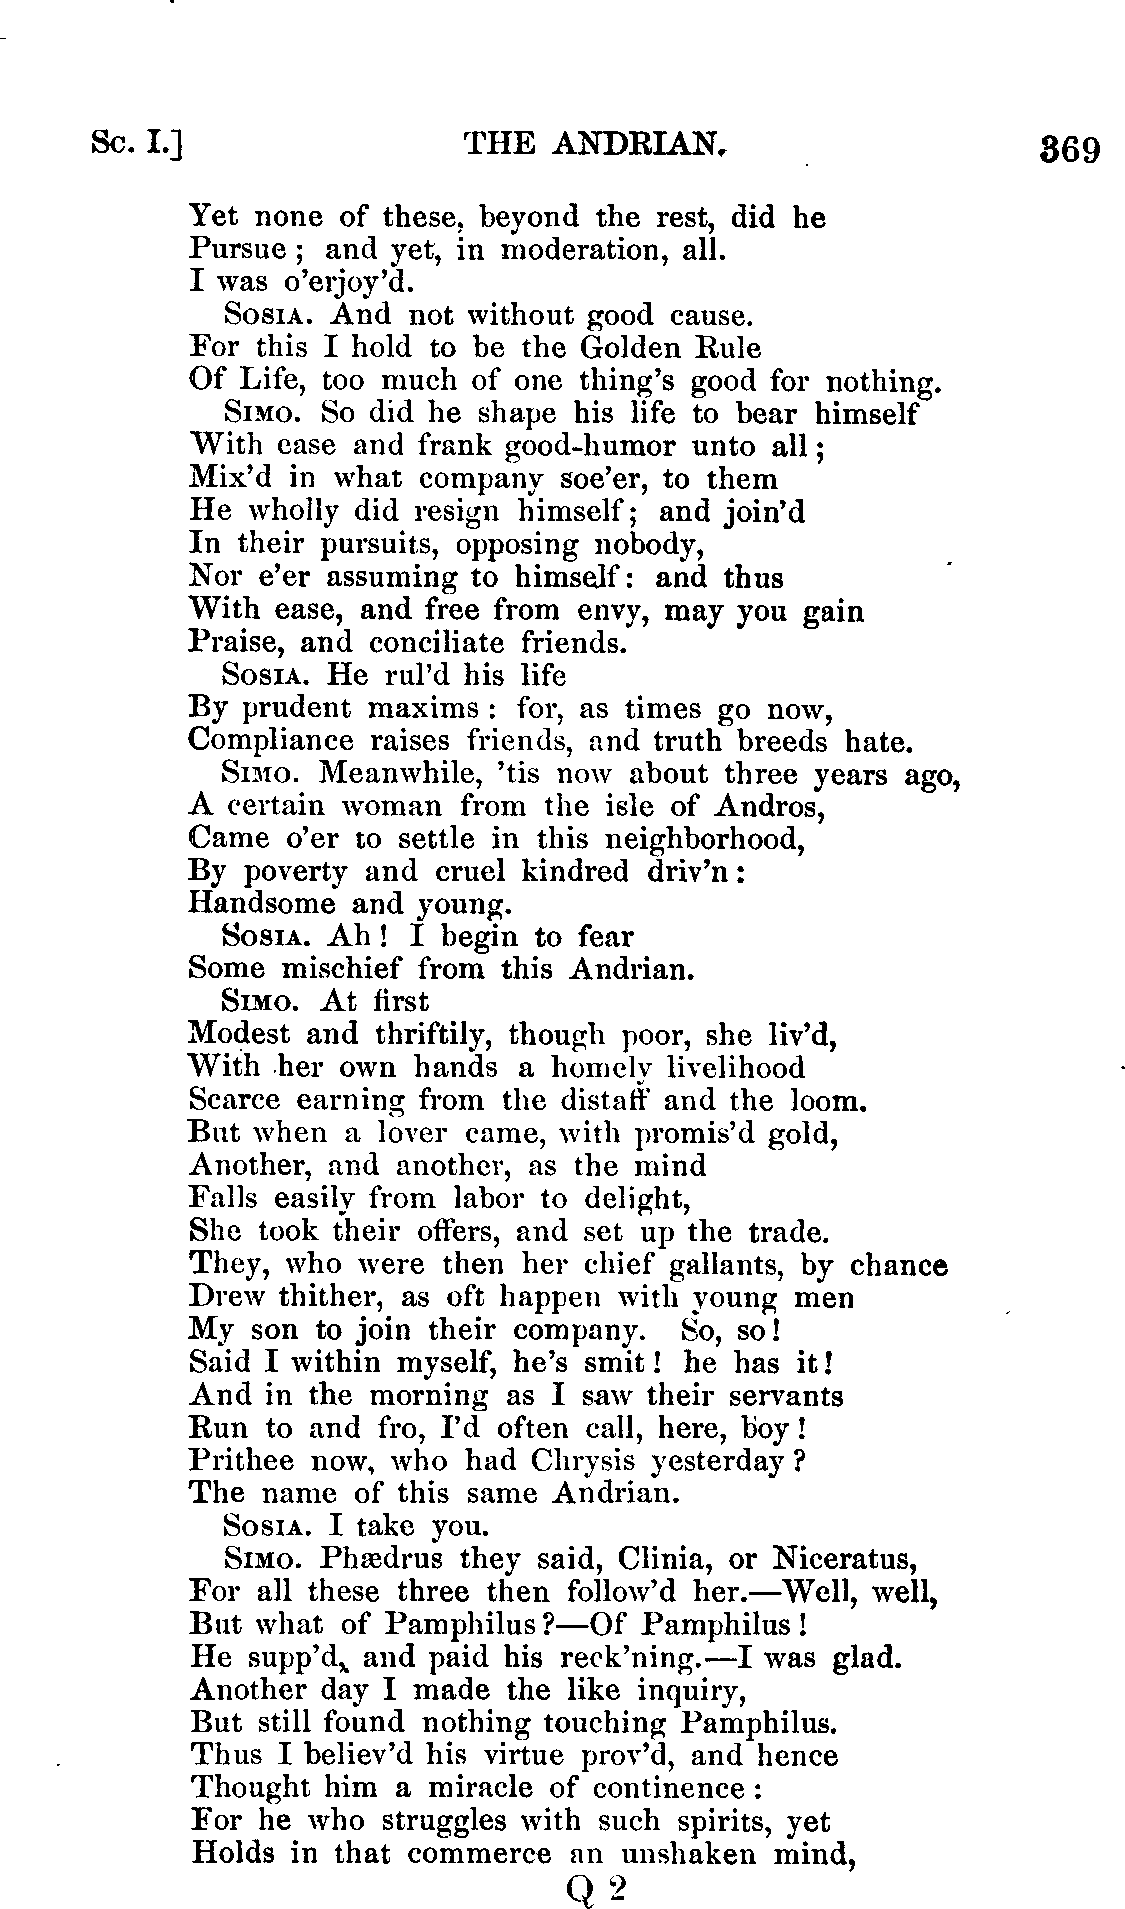 Sc. I.] THE ANDRIAN. 369
Yet none of these, beyond the rest, did he
Pursue ; and yet, in moderation, all.
I was o'erjoy'd.
SOSIA. And not without good cause.
For this I hold to be the Golden Rule
Of Life, too much of one thing's good for nothing.
SIMO. So did he shape his life to bear himself
With ease and frank good-humor unto all ;
Mix'd in what company soe'er, to them
He wholly did resign himself ; and join'd
In their pursuits, opposing nobody,
Nor e'er assuming to himself : and thus
With ease, and free from envy, may you gain
Praise, and conciliate friends.
SOSIA. He rul'd his life
By prudent maxims : for, as times go now,
Compliance raises friends, and truth breeds hate.
SIMO. Meanwhile, 'tis now about three years ago,
A certain woman from the isle of Andros,
Came o'er to settle in this neighborhood,
By poverty and cruel kindred driv'n :
Handsome and young.
SOSIA. Ah ! I begin to fear
Some mischief from this Andrian.
SIMO. At first
Modest and thriftily, though poor, she liv'd,
With her own hands a homely livelihood
Scarce earning from the distaff and the loom.
But when a lover came, with promis'd gold,
Another, and another, as the mind
Falls easily from labor to delight,
She took their offers, and set up the trade.
They, who were then her chief gallants, by chance
Drew thither, as oft happen with young men
My son to join their company. So, so !
Said I within myself, he's smit ! he has it !
And in the morning as I saw their servants
Run to and fro, I'd often call, here, boy !
Prithee now, who had Chrysis yesterday ?
The name of this same Andrian.
SOSIA. I take you.
SIMO. Phædrus they said, Clinia, or Niceratus,
For all these three then follow'd her.—Well, well,
But what of Pamphilus ?—Of Pamphilus !
He supp'd, and paid his reck'ning.—I was glad.
Another day I made the like inquiry,
But still found nothing touching Pamphilus.
Thus I believ'd his virtue prov'd, and hence
Thought him a miracle of continence :
For he who struggles with such spirits, yet
Holds in that commerce an unshaken mind,
Q 2